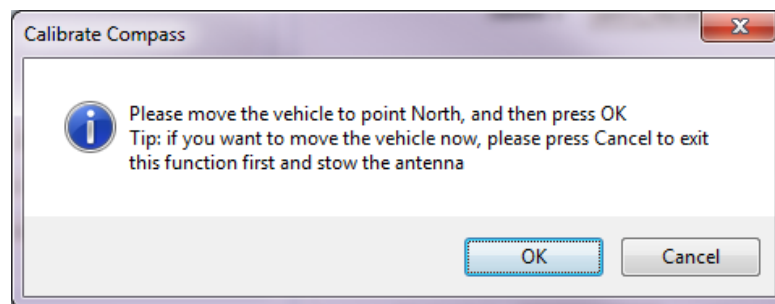 Calibrate Compass
Please move the vehicle to point North, and then press OK
Tip: if you want to move the vehicle now, please press Cancel to exit
this function first and stow the antenna
OK
Cancel